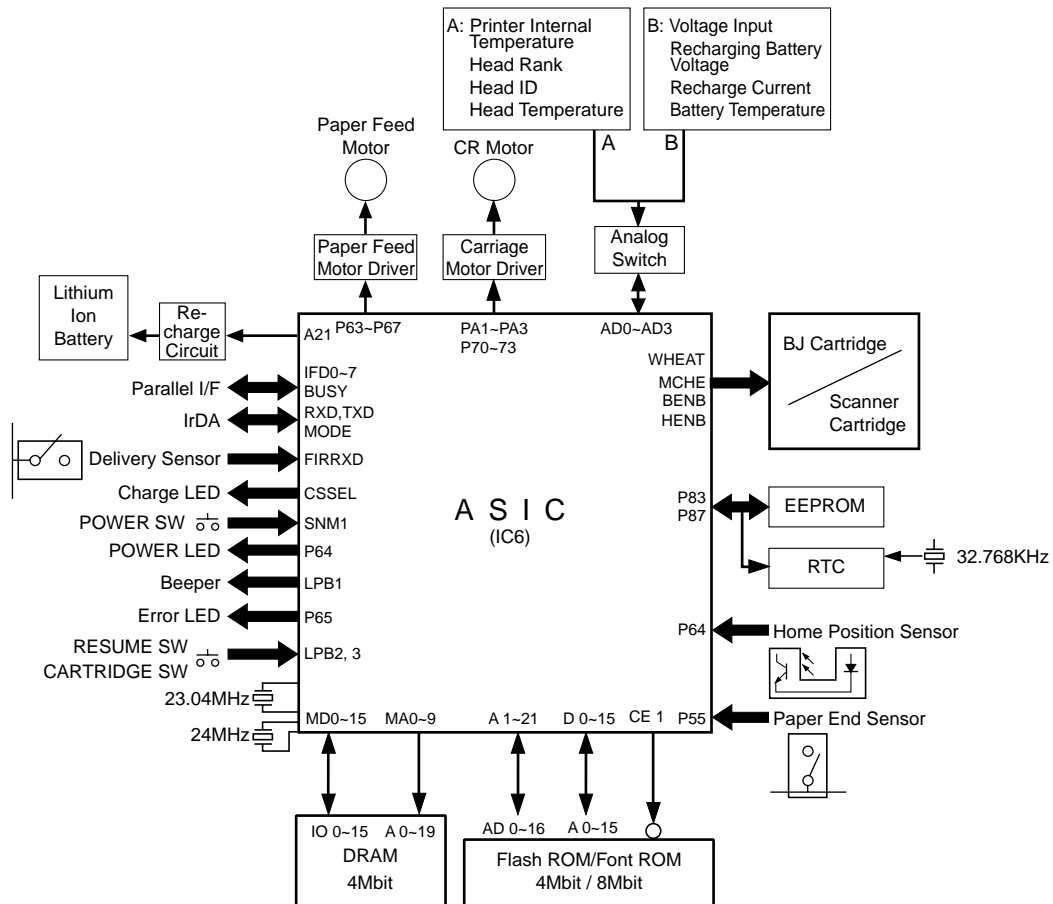 A: Printer Internal
Temperature
Head Rank
Head ID
Head Temperature
B: Voltage Input
Recharging Battery
Voltage
Recharge Current
Battery Temperature
A
B
Paper Feed
Motor
CR Motor
Paper Feed
Motor Driver
Carriage
Motor Driver
Analog
Switch
Lithium
Ion
Battery
Re-
charge
Circuit
A21
P63~P67
PA1~PA3
P70~73
AD0~AD3
Parallel I/F
IFD0~7
BUSY
IrDA
RXD,TXD
MODE
Delivery Sensor
FIRRXD
Charge LED
CSSEL
POWER SW
SNM1
POWER LED
P64
Beeper
LPB1
Error LED
P65
RESUME SW
CARTRIDGE SW
LPB2, 3
23.04MHz
24MHz
A S I C
(IC6)
WHEAT
MCHE
BENB
HENB
BJ Cartridge
Scanner
Cartridge
P83
P87
EEPROM
RTC
32.768KHz
P64
Home Position Sensor
P55
Paper End Sensor
MD0~15
MA0~9
A 1~21
D 0~15
CE 1
IO 0~15
A 0~19
DRAM
4Mbit
AD 0~16
A 0~15
Flash ROM/Font ROM
4Mbit / 8Mbit